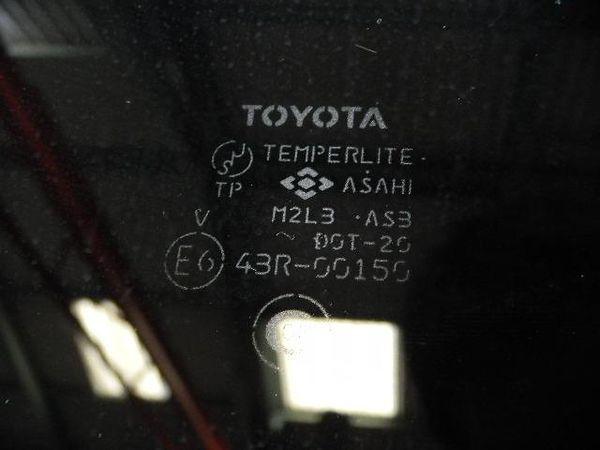 TOYOTA
TEMPERLITE
TP ASAHI
M2L3 · AS3
V ~ DOT-20
E6 43R-00150